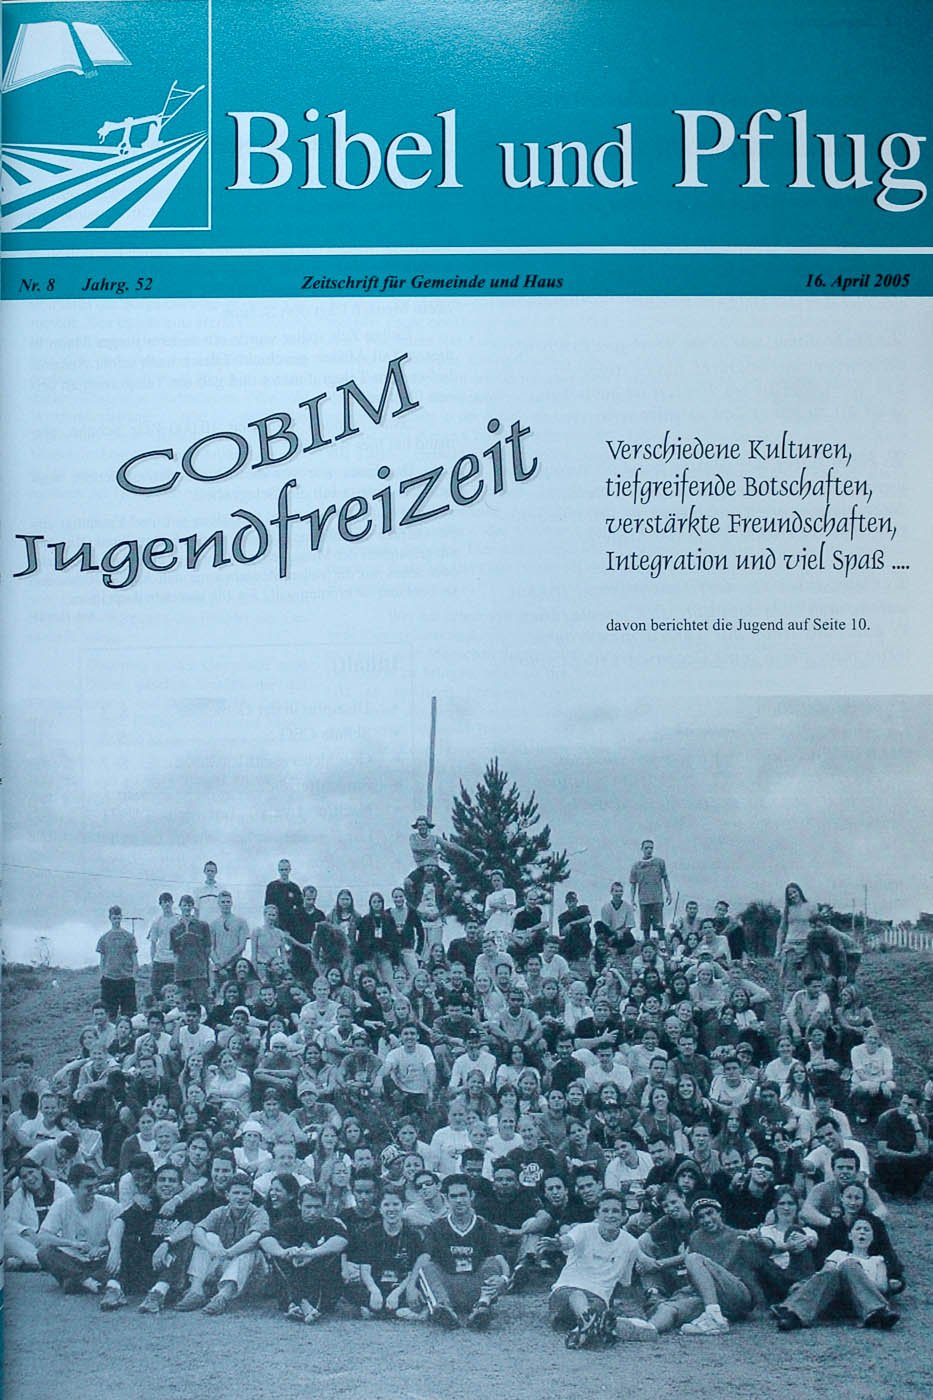 Bibel und Pflug
Nr. 8 Jahrg. 52 Zeitschrift für Gemeinde und Haus 16. April 2005
COBIM
Jugendfreizeit
Verschiedene Kulturen,
tiefgreifende Botschaften,
verstärkte Freundschaften,
Integration und viel Spaß ....
davon berichtet die Jugend auf Seite 10.